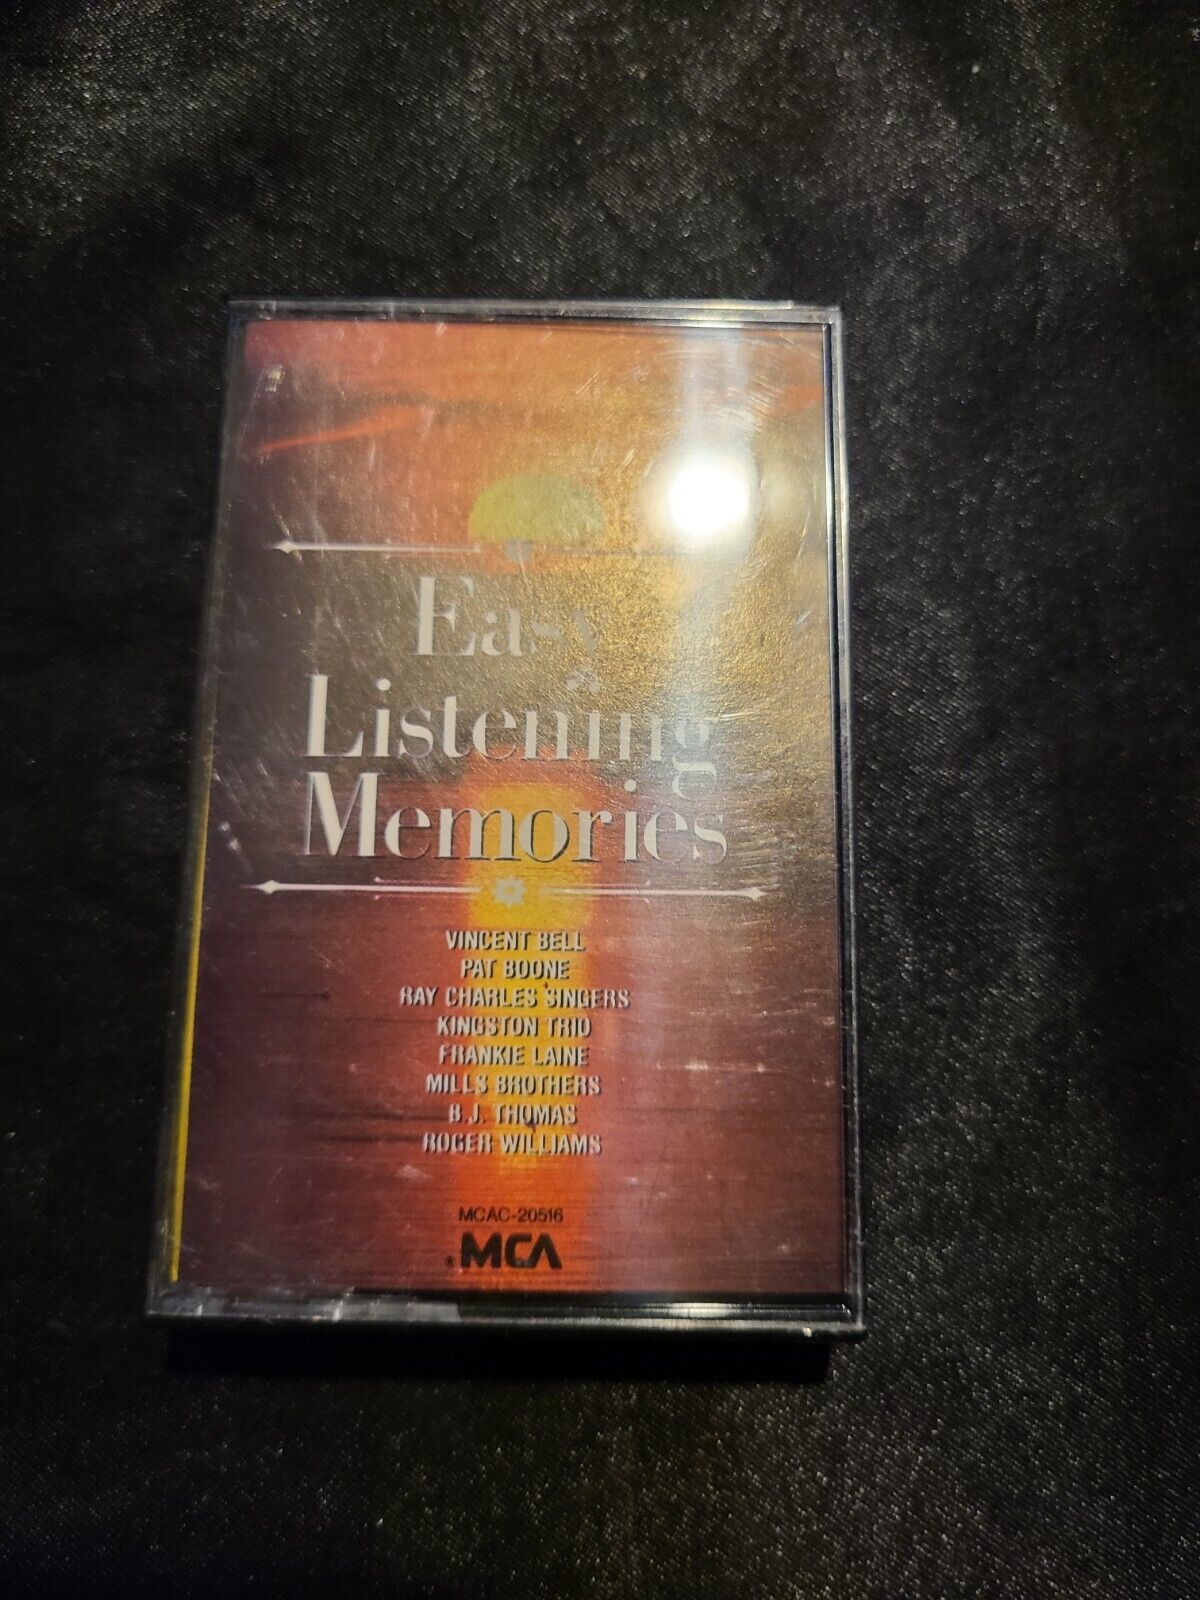 Easy
Listening
Memories
VINCENT BELL
PAT BOONE
RAY CHARLES SINGERS
KINGSTON TRIO
FRANKIE LAINE
MILLS BROTHERS
B.J. THOMAS
ROGER WILLIAMS
MCAC-20516
® MCA